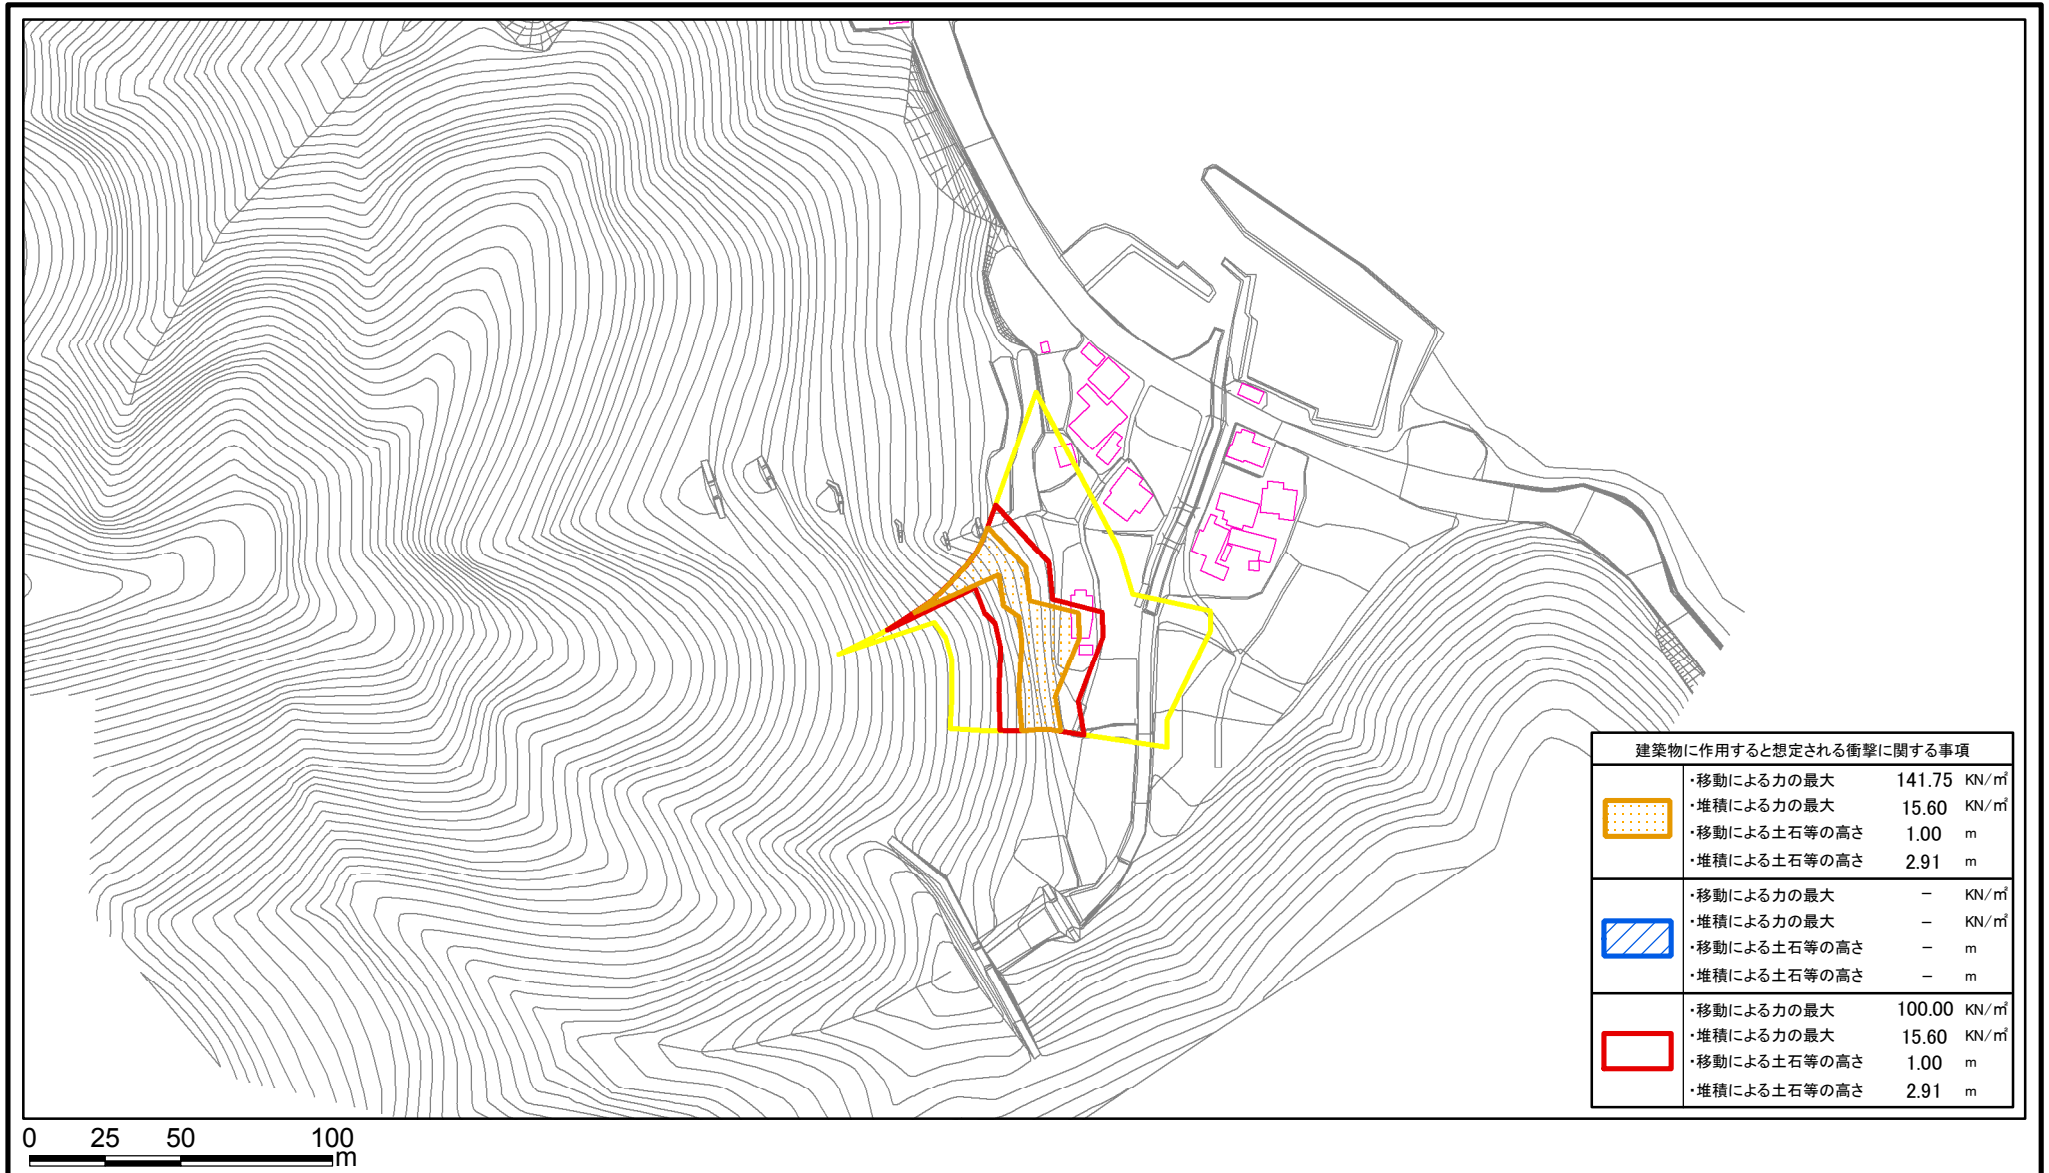 建築物に作用すると想定される衝撃に関する事項
・移動による力の最大 141.75 KN/㎡
・堆積による力の最大 15.60 KN/㎡
・移動による土石等の高さ 1.00 m
・堆積による土石等の高さ 2.91 m
・移動による力の最大 − KN/㎡
・堆積による力の最大 − KN/㎡
・移動による土石等の高さ − m
・堆積による土石等の高さ − m
・移動による力の最大 100.00 KN/㎡
・堆積による力の最大 15.60 KN/㎡
・移動による土石等の高さ 1.00 m
・堆積による土石等の高さ 2.91 m
0 25 50 100
m